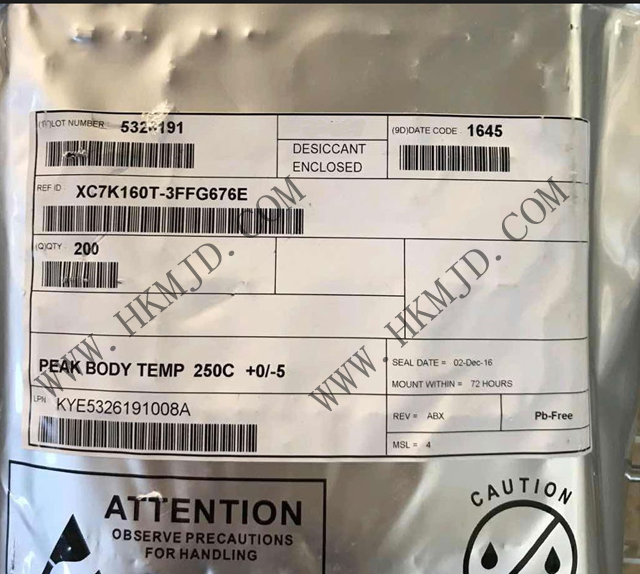 (1T)LOT NUMBER 5326191
(9D)DATE CODE 1645
DESICCANT
ENCLOSED
REF ID XC7K160T-3FFG676E
(Q)QTY 200
PEAK BODY TEMP 250C +0/-5
SEAL DATE = 02-Dec-16
MOUNT WITHIN = 72 HOURS
LPN KYE5326191008A
REV = ABX
Pb-Free
MSL = 4
WWW.HKMJD.COM
WWW.HKMJD.COM
ATTENTION
OBSERVE PRECAUTIONS
FOR HANDLING
CAUTION